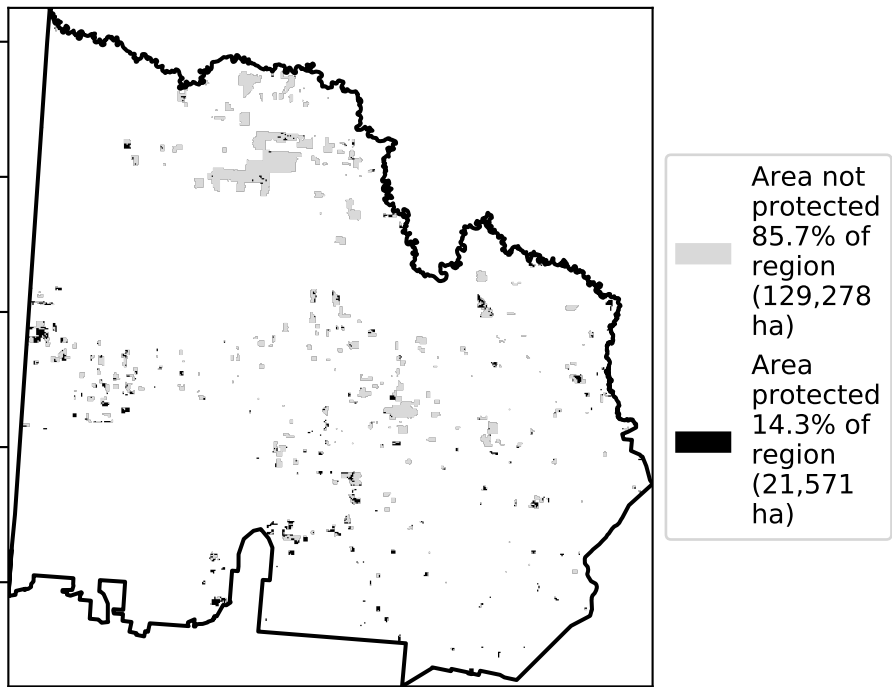 Area not
protected
85.7% of
region
(129,278
ha)
Area
protected
14.3% of
region
(21,571
ha)